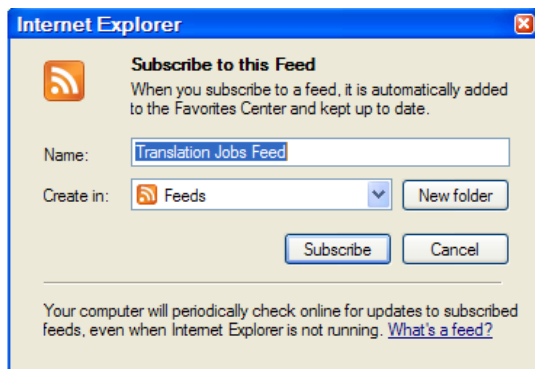 Internet Explorer
Subscribe to this Feed
When you subscribe to a feed, it is automatically added
to the Favorites Center and kept up to date.
Name: Translation Jobs Feed
Create in: Feeds New folder
Subscribe Cancel
Your computer will periodically check online for updates to subscribed
feeds, even when Internet Explorer is not running. What's a feed?